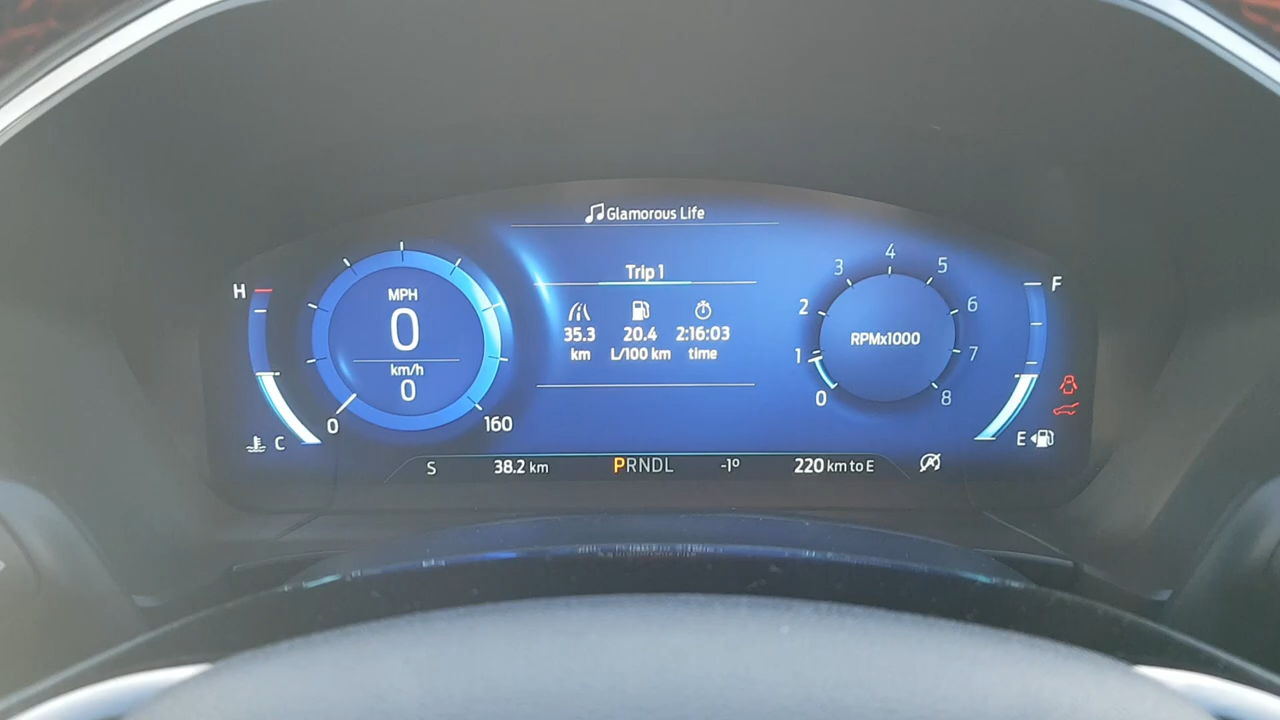 Glamorous Life
Trip 1
H
MPH
0
km/h
0
0
160
C
35.3 20.4 2:16:03
km L/100 km time
0 1 2 3 4 5 6 7 8
RPMx1000
F
E
S 38.2 km PRNDL -1° 220 km to E
A